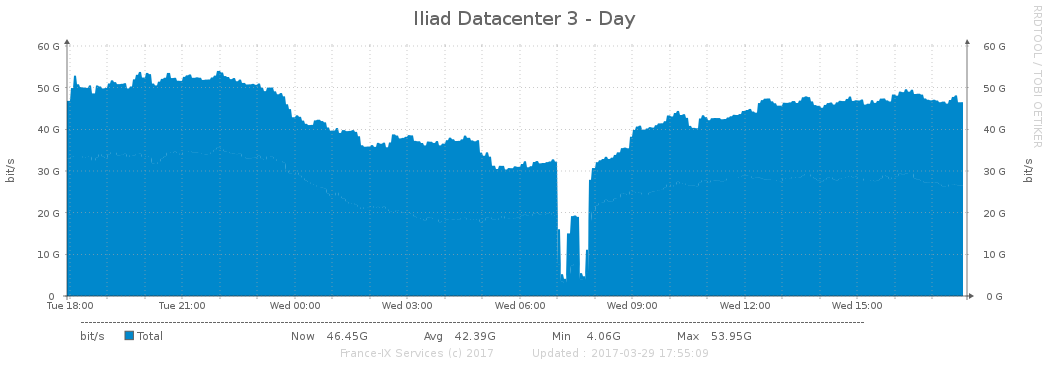 Iliad Datacenter 3 - Day
RRDTOOL / TOBI OETIKER
60 G 60 G
50 G 50 G
40 G 40 G
30 G 30 G
20 G 20 G
10 G 10 G
0 0 G
bit/s bit/s
Tue 18:00 Tue 21:00 Wed 00:00 Wed 03:00 Wed 06:00 Wed 09:00 Wed 12:00 Wed 15:00
bit/s Total Now 46.45G Avg 42.39G Min 4.06G Max 53.95G
France-IX Services (c) 2017 Updated : 2017-03-29 17:55:09